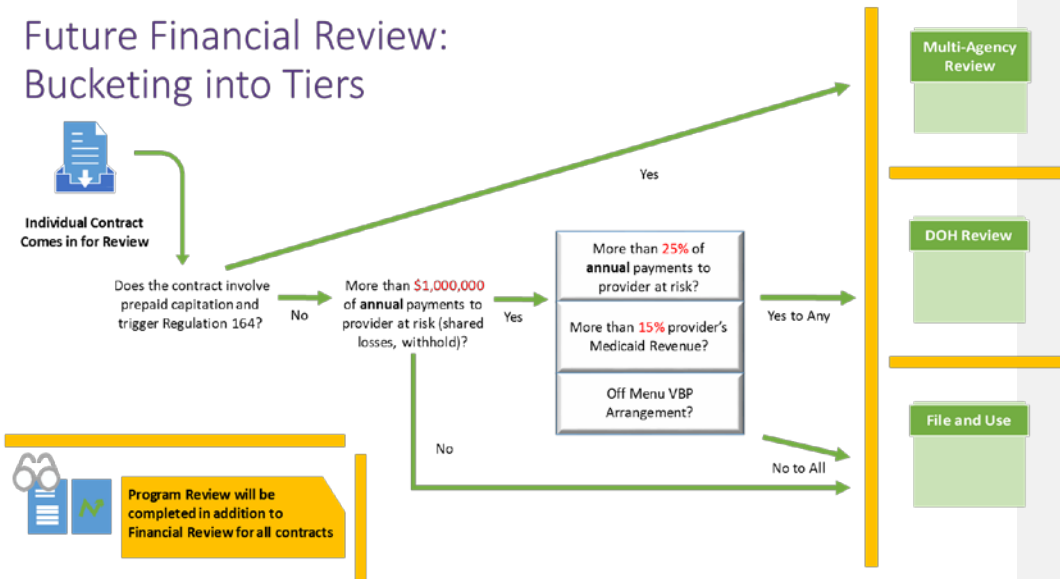 Future Financial Review:
Bucketing into Tiers
Individual Contract
Comes in for Review
Does the contract involve
prepaid capitation and
trigger Regulation 164?
No
Yes
More than $1,000,000
of annual payments to
provider at risk (shared
losses, withhold)?
Yes
No
More than 25% of
annual payments to
provider at risk?
More than 15% provider's
Medicaid Revenue?
Off Menu VBP
Arrangement?
Yes to Any
No to All
Multi-Agency
Review
DOH Review
File and Use
Program Review will be
completed in addition to
Financial Review for all contracts